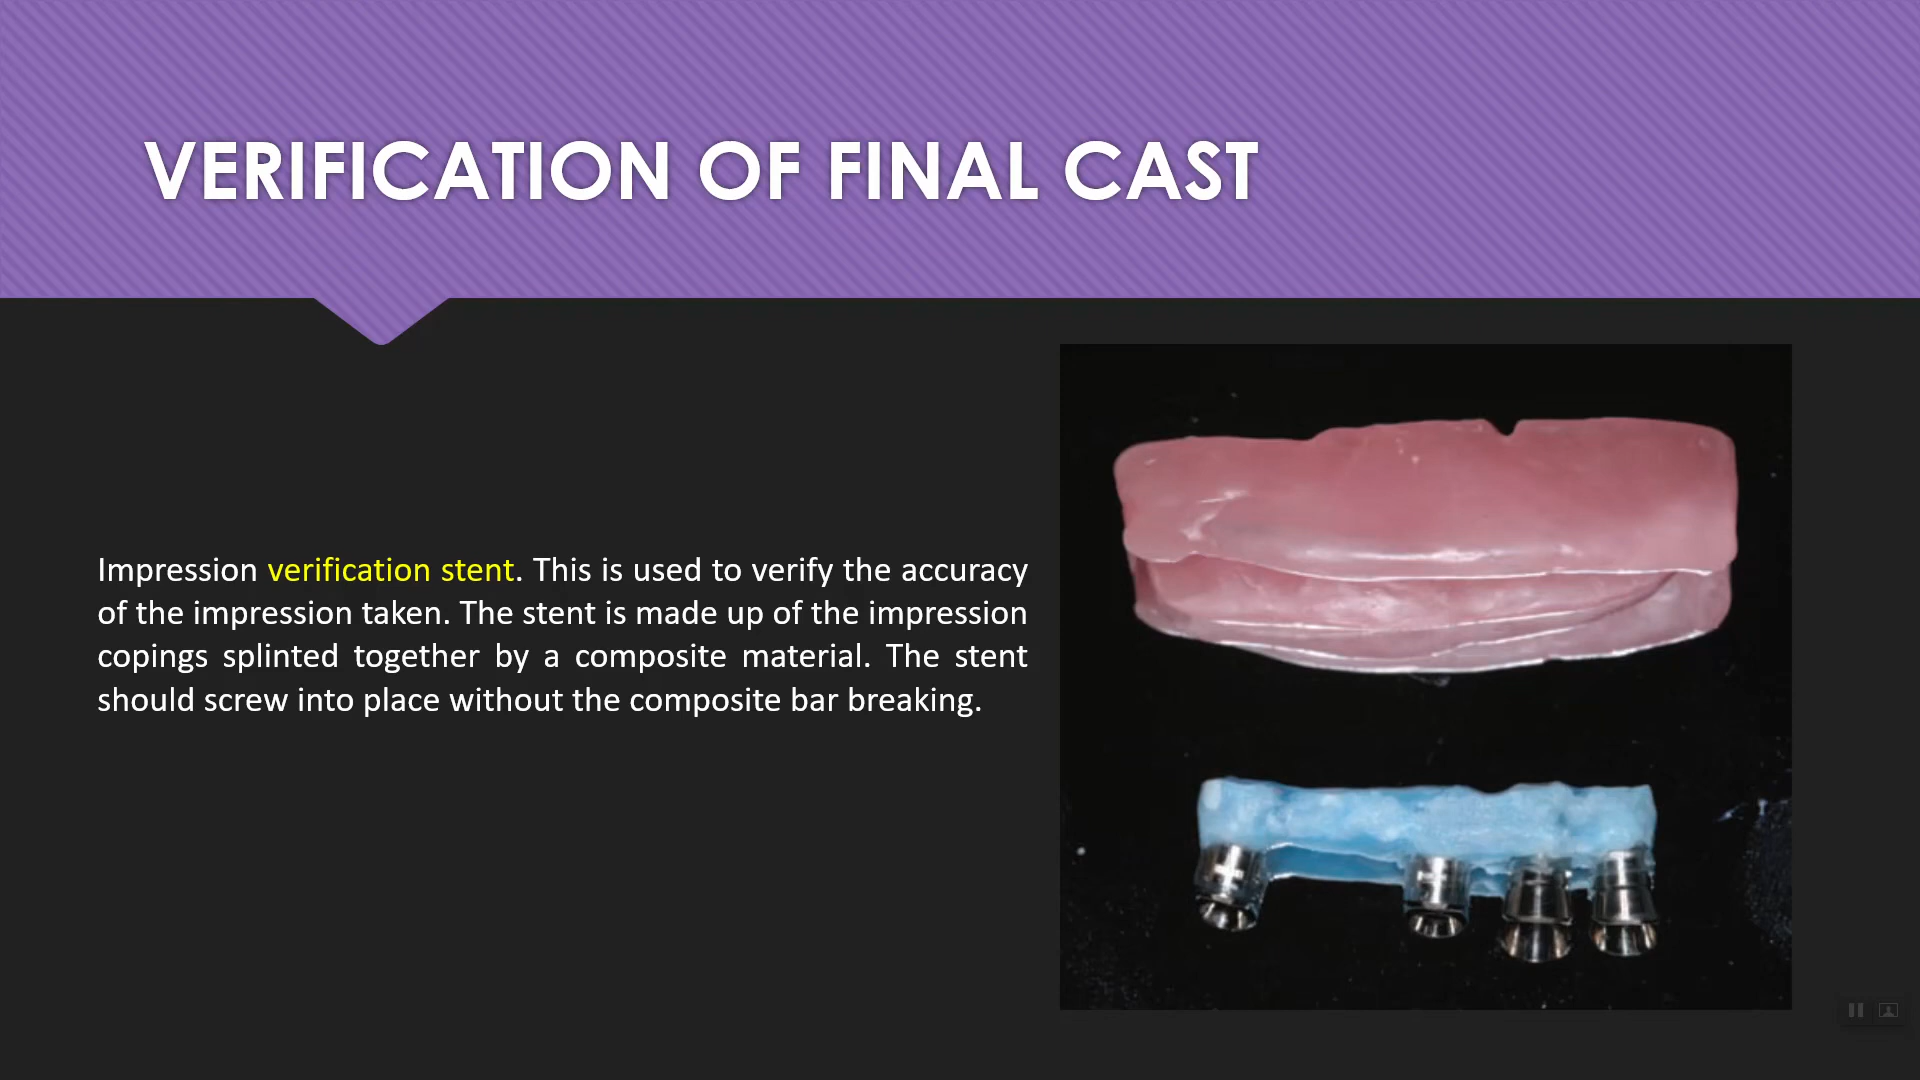 VERIFICATION OF FINAL CAST
Impression verification stent. This is used to verify the accuracy
of the impression taken. The stent is made up of the impression
copings splinted together by a composite material. The stent
should screw into place without the composite bar breaking.